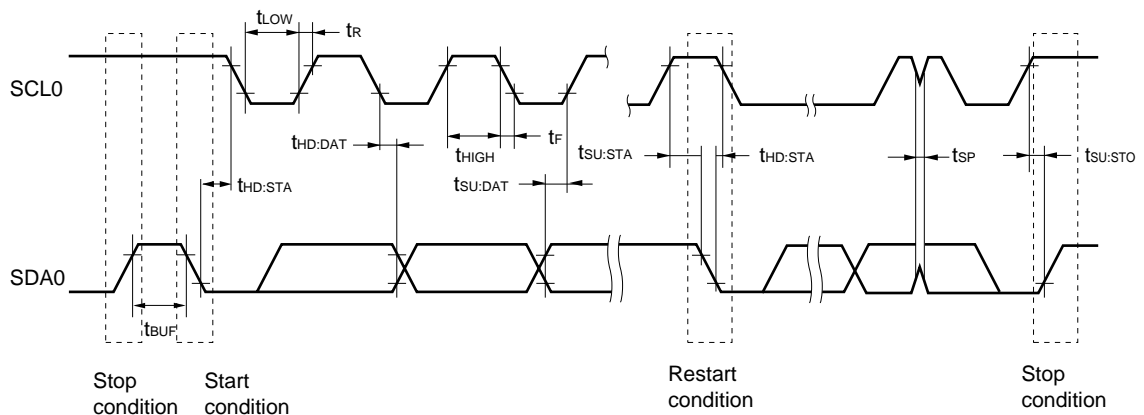 tLOW
tR
SCL0
tHD:DAT
tHIGH
tF
tSU:STA
tHD:STA
tSP
tSU:STO
tHD:STA
tSU:DAT
SDA0
tBUF
Stop
condition
Start
condition
Restart
condition
Stop
condition